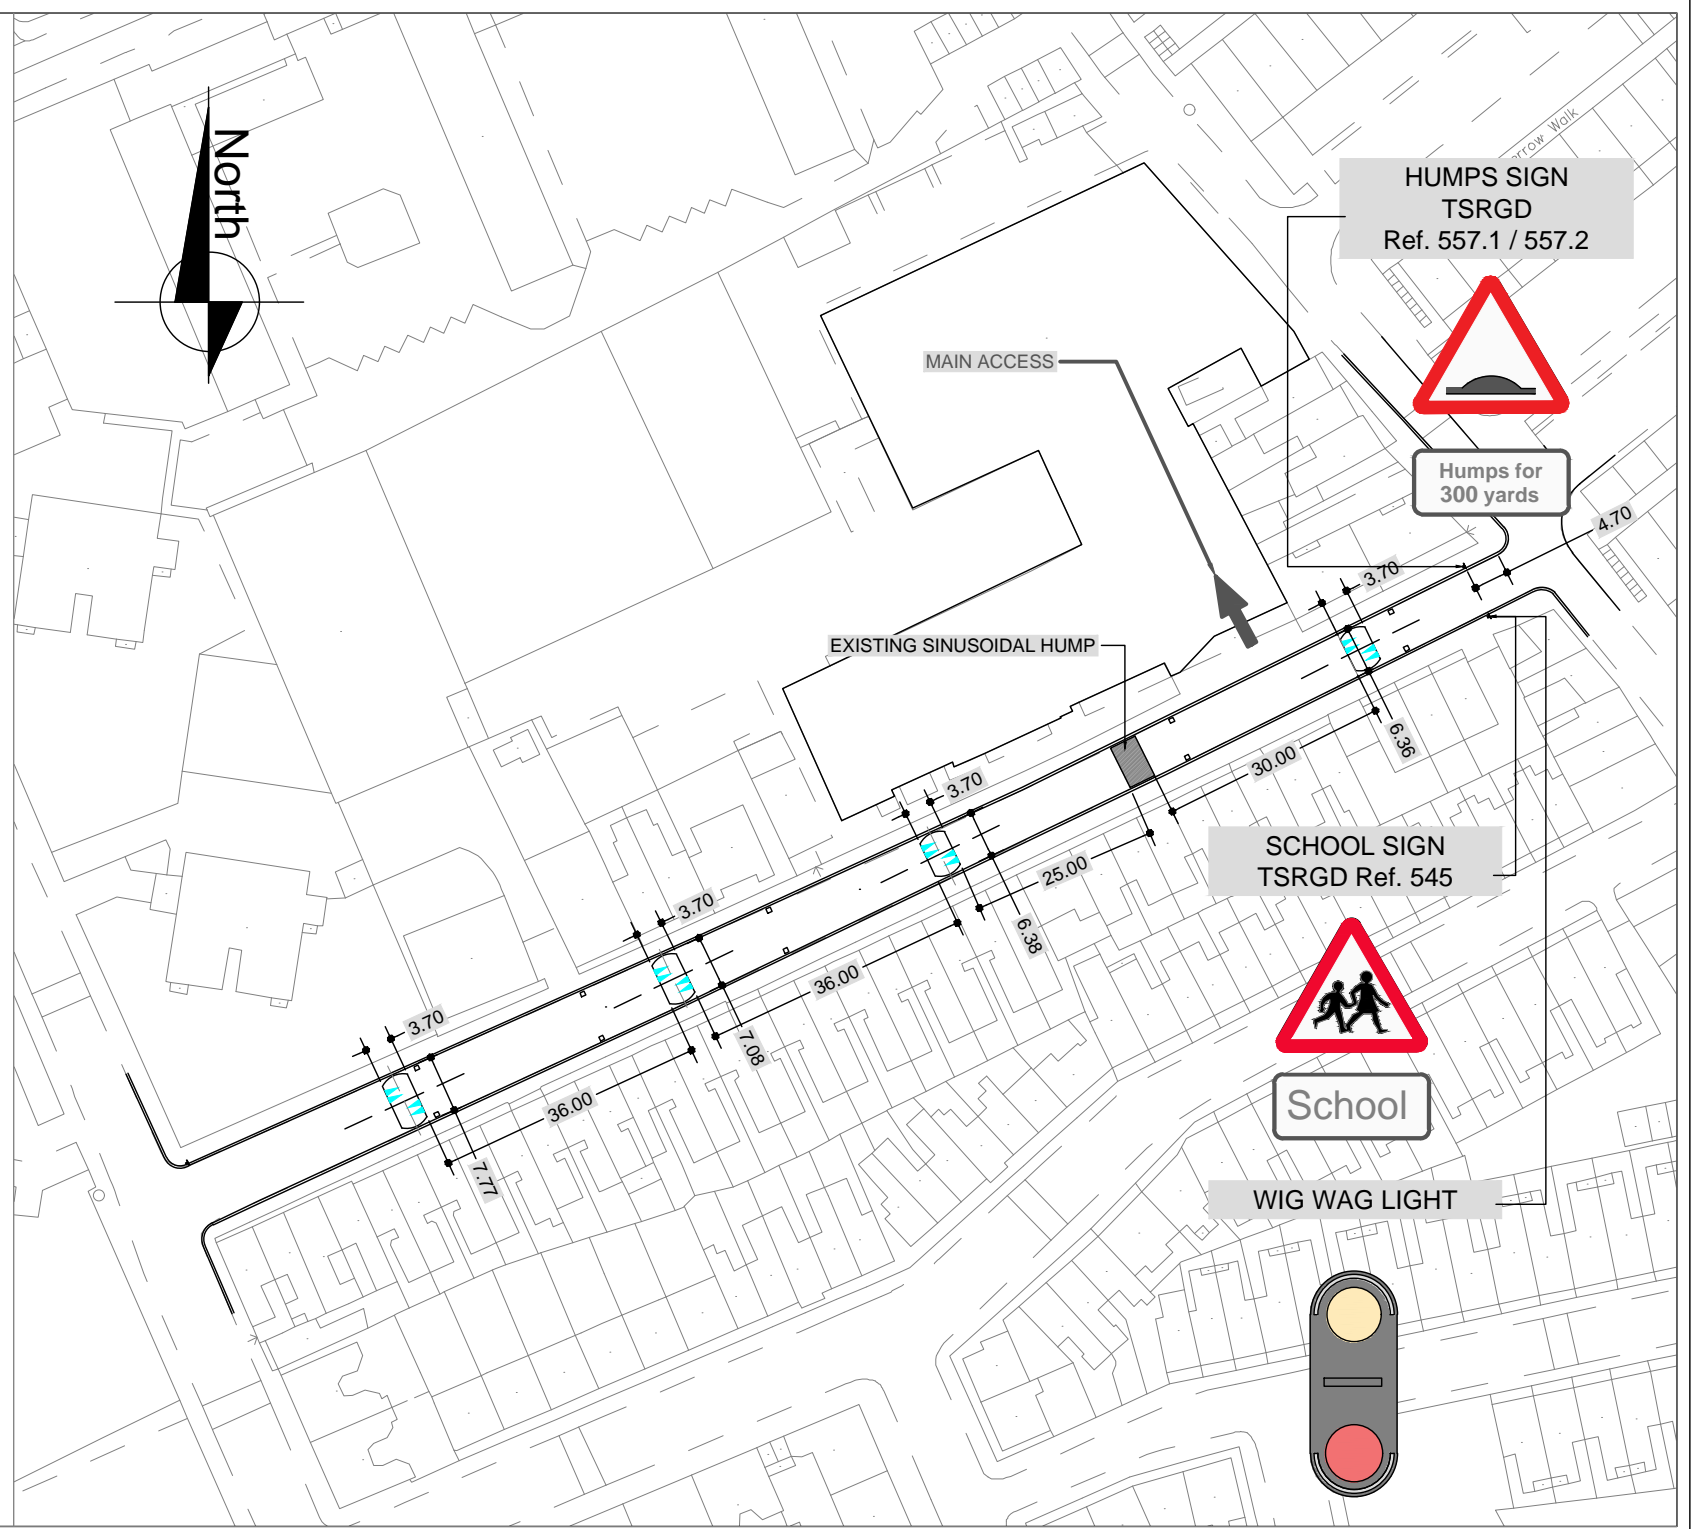 North
rrow Walk
HUMPS SIGN
TSRGD
Ref. 557.1 / 557.2
MAIN ACCESS
Humps for
300 yards
4.70
3.70
EXISTING SINUSOIDAL HUMP
6.36
30.00
3.70
25.00
6.38
SCHOOL SIGN
TSRGD Ref. 545
3.70
36.00
7.08
3.70
36.00
7.77
School
WIG WAG LIGHT